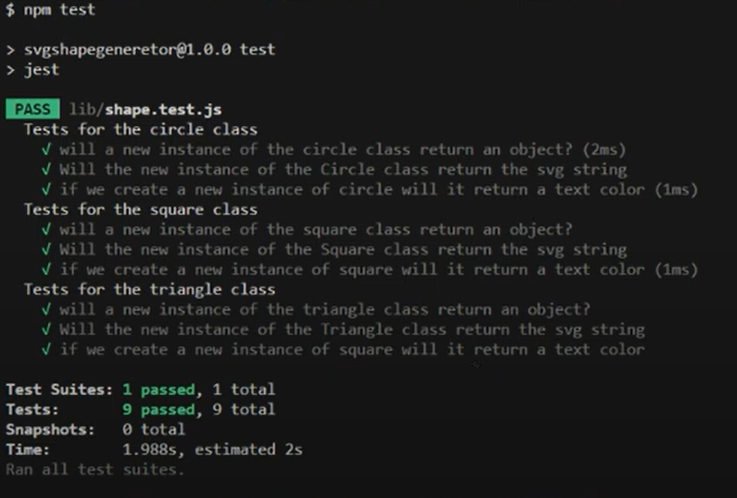 $ npm test
> svgshapegeneretor@1.0.0 test
> jest
PASS lib/shape.test.js
Tests for the circle class
√ will a new instance of the circle class return an object? (2ms)
√ Will the new instance of the Circle class return the svg string
√ if we create a new instance of circle will it return a text color (1ms)
Tests for the square class
√ will a new instance of the square class return an object?
√ Will the new instance of the Square class return the svg string
√ if we create a new instance of square will it return a text color (1ms)
Tests for the triangle class
√ will a new instance of the triangle class return an object?
√ Will the new instance of the Triangle class return the svg string
√ if we create a new instance of square will it return a text color
Test Suites: 1 passed, 1 total
Tests: 9 passed, 9 total
Snapshots: 0 total
Time: 1.988s, estimated 2s
Ran all test suites.